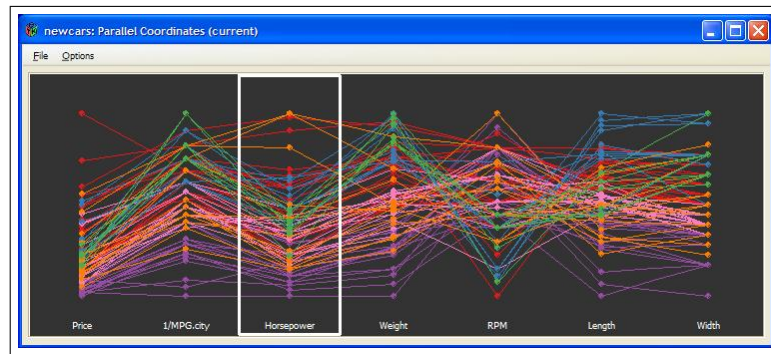 newcars: Parallel Coordinates (current)
File Options
Price 1/MPG.city Horsepower Weight RPM Length Width